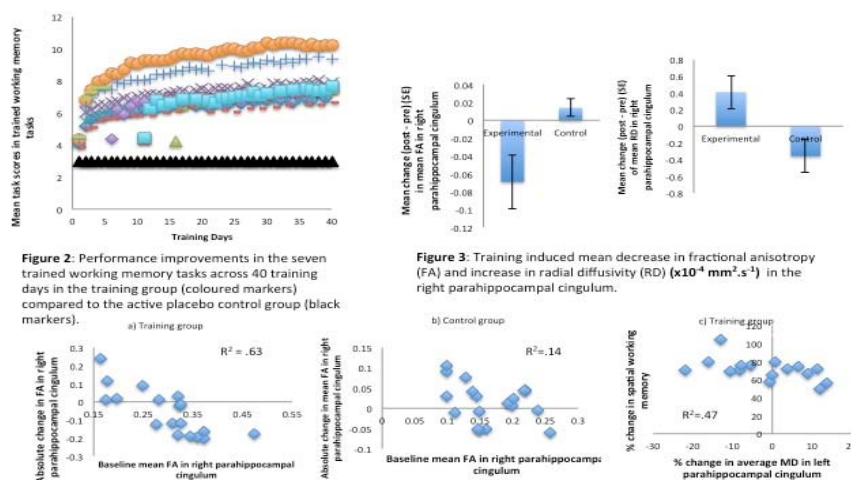 12
10
8
6
4
2
0
0 5 10 15 20 25 30 35 40
Mean task scores in trained working memory
tasks
Training Days
Figure 2: Performance improvements in the seven
trained working memory tasks across 40 training
days in the training group (coloured markers)
compared to the active placebo control group (black
markers).
0.04
0.02
0
-0.02
-0.04
-0.06
-0.08
-0.1
-0.12
Mean change (post - pre) (SE)
in mean FA in right
parahippocampal cingulum
Experimental Control
0.8
0.6
0.4
0.2
0
-0.2
-0.4
-0.6
-0.8
Mean change (post - pre) (SE)
of mean RD in right
parahippocampal cingulum
Experimental Control
Figure 3: Training induced mean decrease in fractional anisotropy
(FA) and increase in radial diffusivity (RD) (x10⁻⁴ mm².s⁻¹) in the
right parahippocampal cingulum.
a) Training group
0.3
0.2
0.1
0
-0.1
-0.2
-0.3
0.15 0.25 0.35 0.45 0.55
R² = .63
Absolute change in FA in right
parahippocampal cingulum
Baseline mean FA in right parahippocampal
cingulum
b) Control group
0.15
0.1
0.05
0
-0.05
-0.1
0 0.05 0.1 0.15 0.2 0.25 0.3
R²=.14
Absolute change in mean FA in right
parahippocampal cingulum
Baseline mean FA in right parahippocampa
cingulum
c) Training group
120
100
80
60
40
20
0
-30 -20 -10 0 10 2
R²=.47
% change in spatial working
memory
% change in average MD in left
parahippocampal cingulum